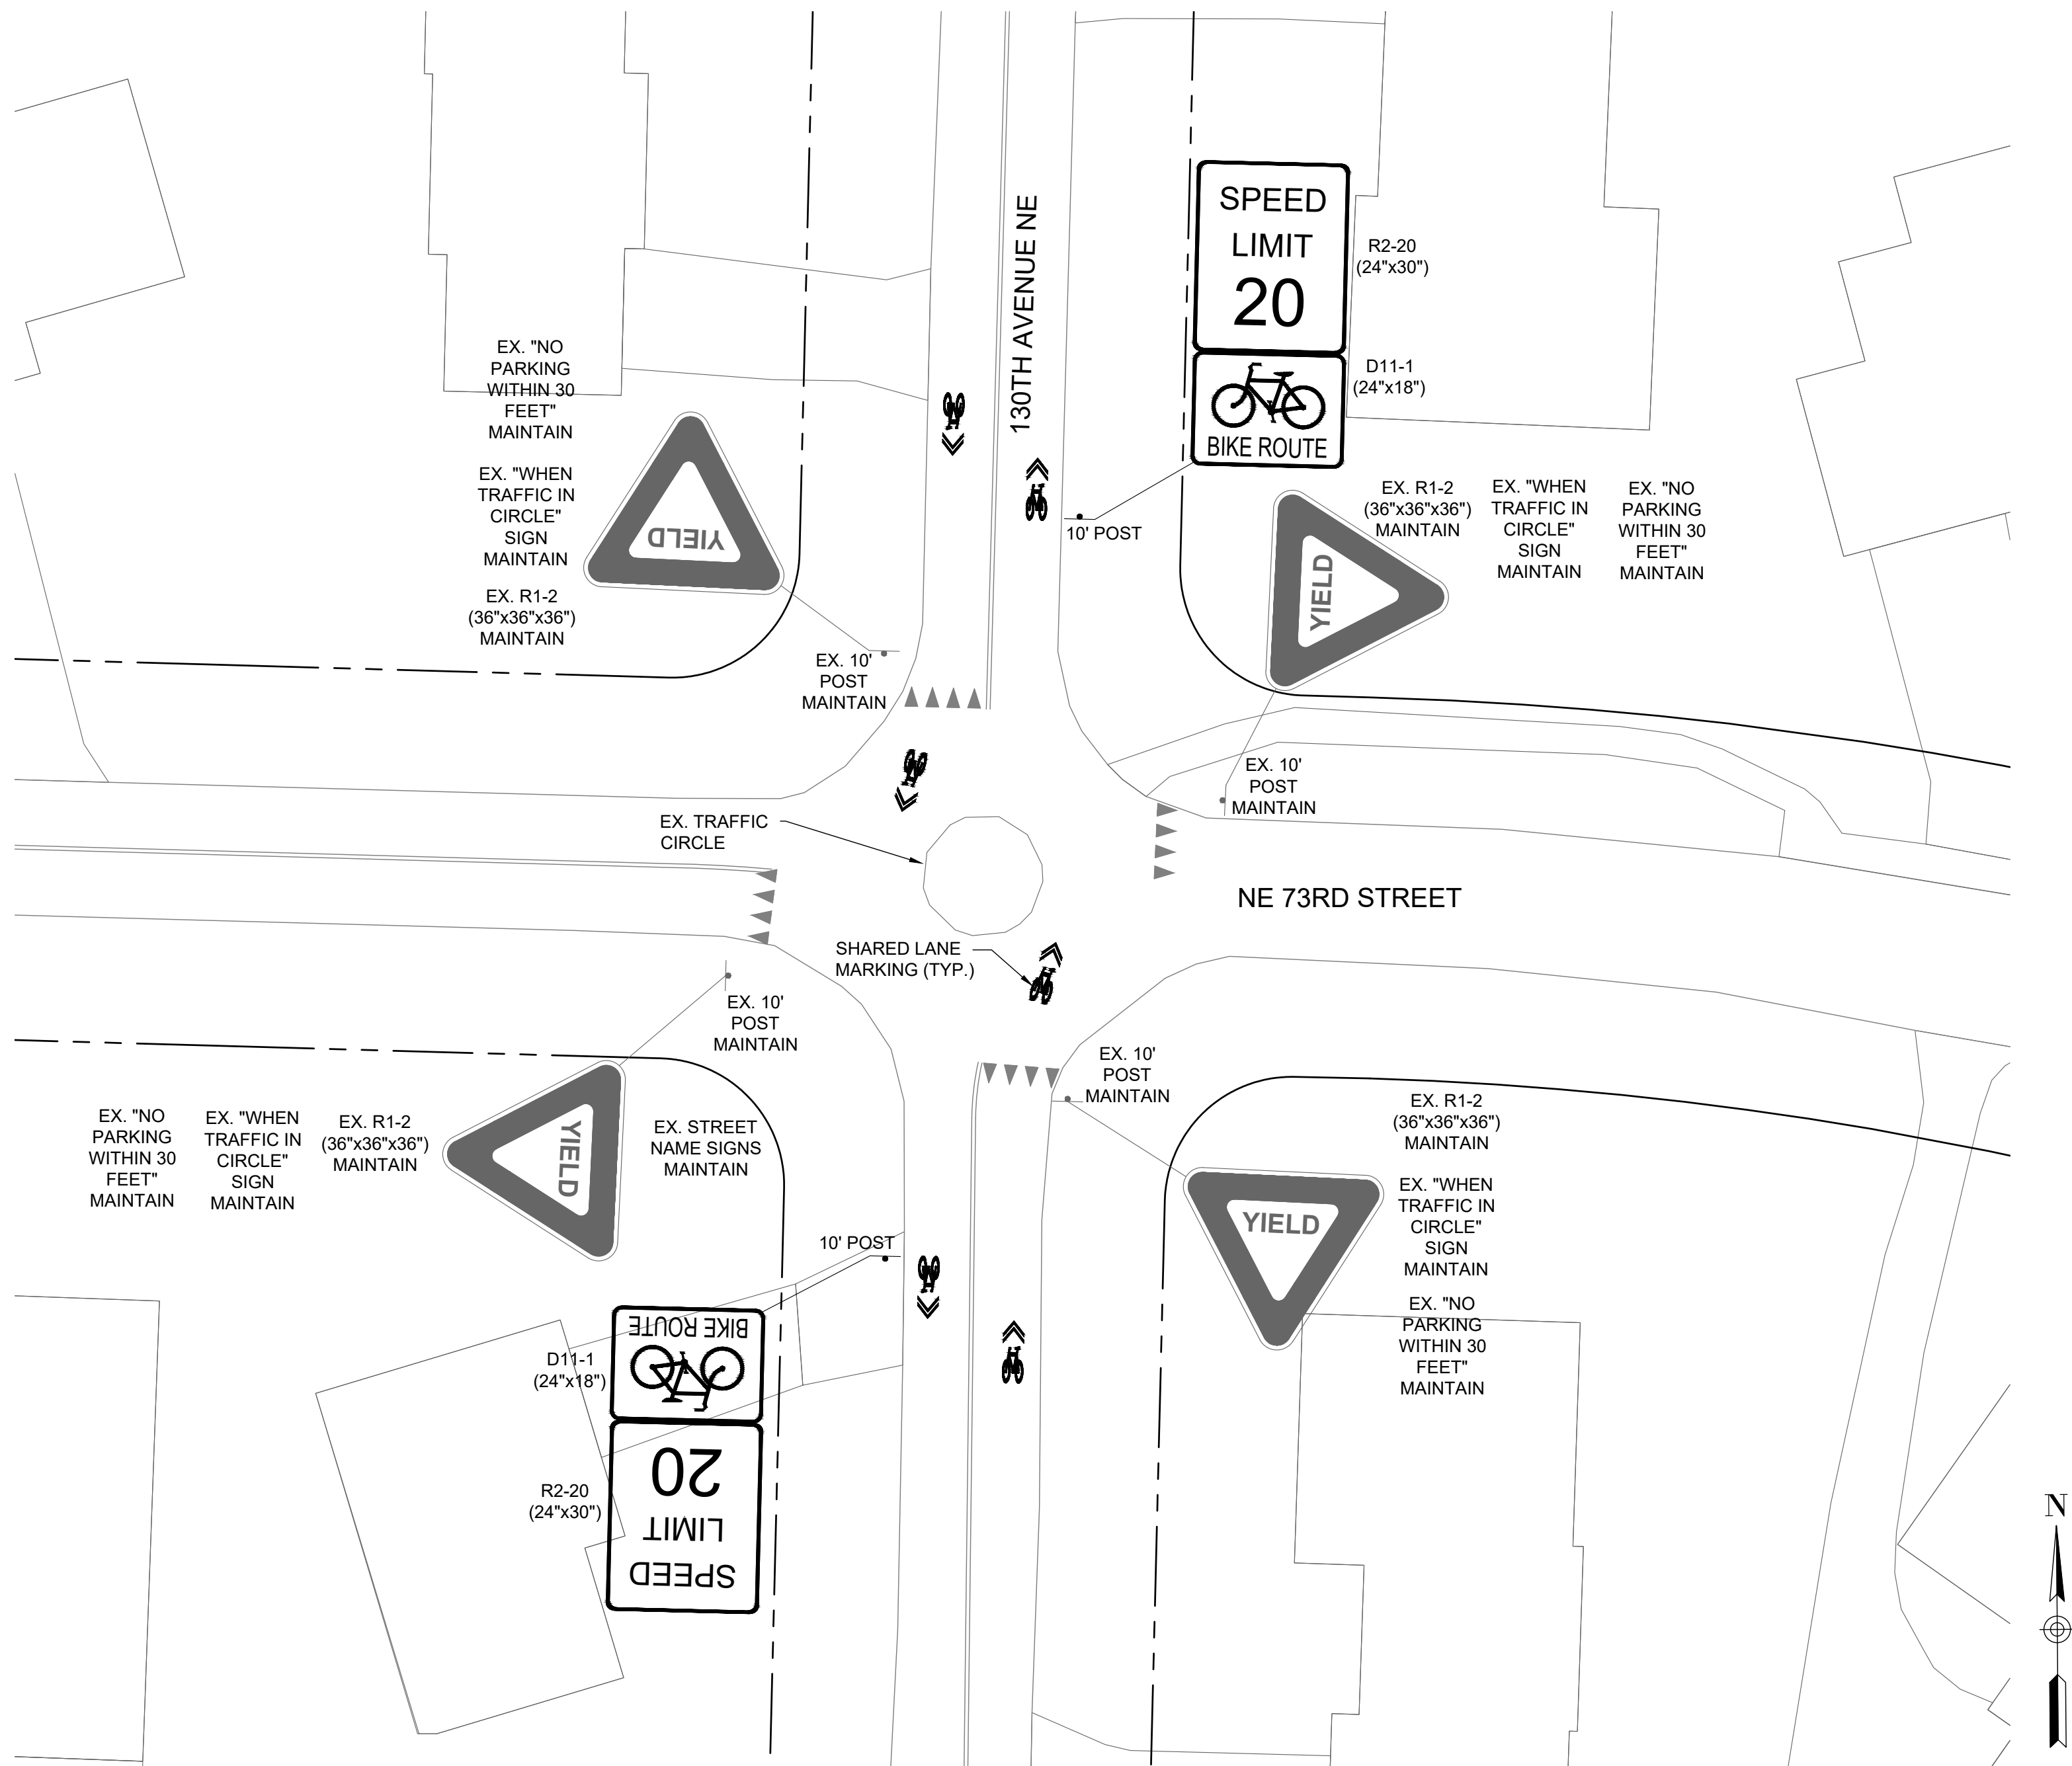 130TH AVENUE NE
SPEED
LIMIT
20
BIKE ROUTE
R2-20
(24"x30")
D11-1
(24"x18")
10' POST
EX. "NO
PARKING
WITHIN 30
FEET"
MAINTAIN
EX. "WHEN
TRAFFIC IN
CIRCLE"
SIGN
MAINTAIN
EX. R1-2
(36"x36"x36")
MAINTAIN
YIELD
EX. 10'
POST
MAINTAIN
YIELD
EX. R1-2
(36"x36"x36")
MAINTAIN
EX. "WHEN
TRAFFIC IN
CIRCLE"
SIGN
MAINTAIN
EX. "NO
PARKING
WITHIN 30
FEET"
MAINTAIN
EX. 10'
POST
MAINTAIN
EX. TRAFFIC
CIRCLE
NE 73RD STREET
SHARED LANE
MARKING (TYP.)
EX. 10'
POST
MAINTAIN
EX. "NO
PARKING
WITHIN 30
FEET"
MAINTAIN
EX. "WHEN
TRAFFIC IN
CIRCLE"
SIGN
MAINTAIN
EX. R1-2
(36"x36"x36")
MAINTAIN
YIELD
EX. STREET
NAME SIGNS
MAINTAIN
EX. 10'
POST
MAINTAIN
YIELD
EX. R1-2
(36"x36"x36")
MAINTAIN
EX. "WHEN
TRAFFIC IN
CIRCLE"
SIGN
MAINTAIN
EX. "NO
PARKING
WITHIN 30
FEET"
MAINTAIN
10' POST
D11-1
(24"x18")
R2-20
(24"x30")
SPEED
LIMIT
20
BIKE ROUTE
N